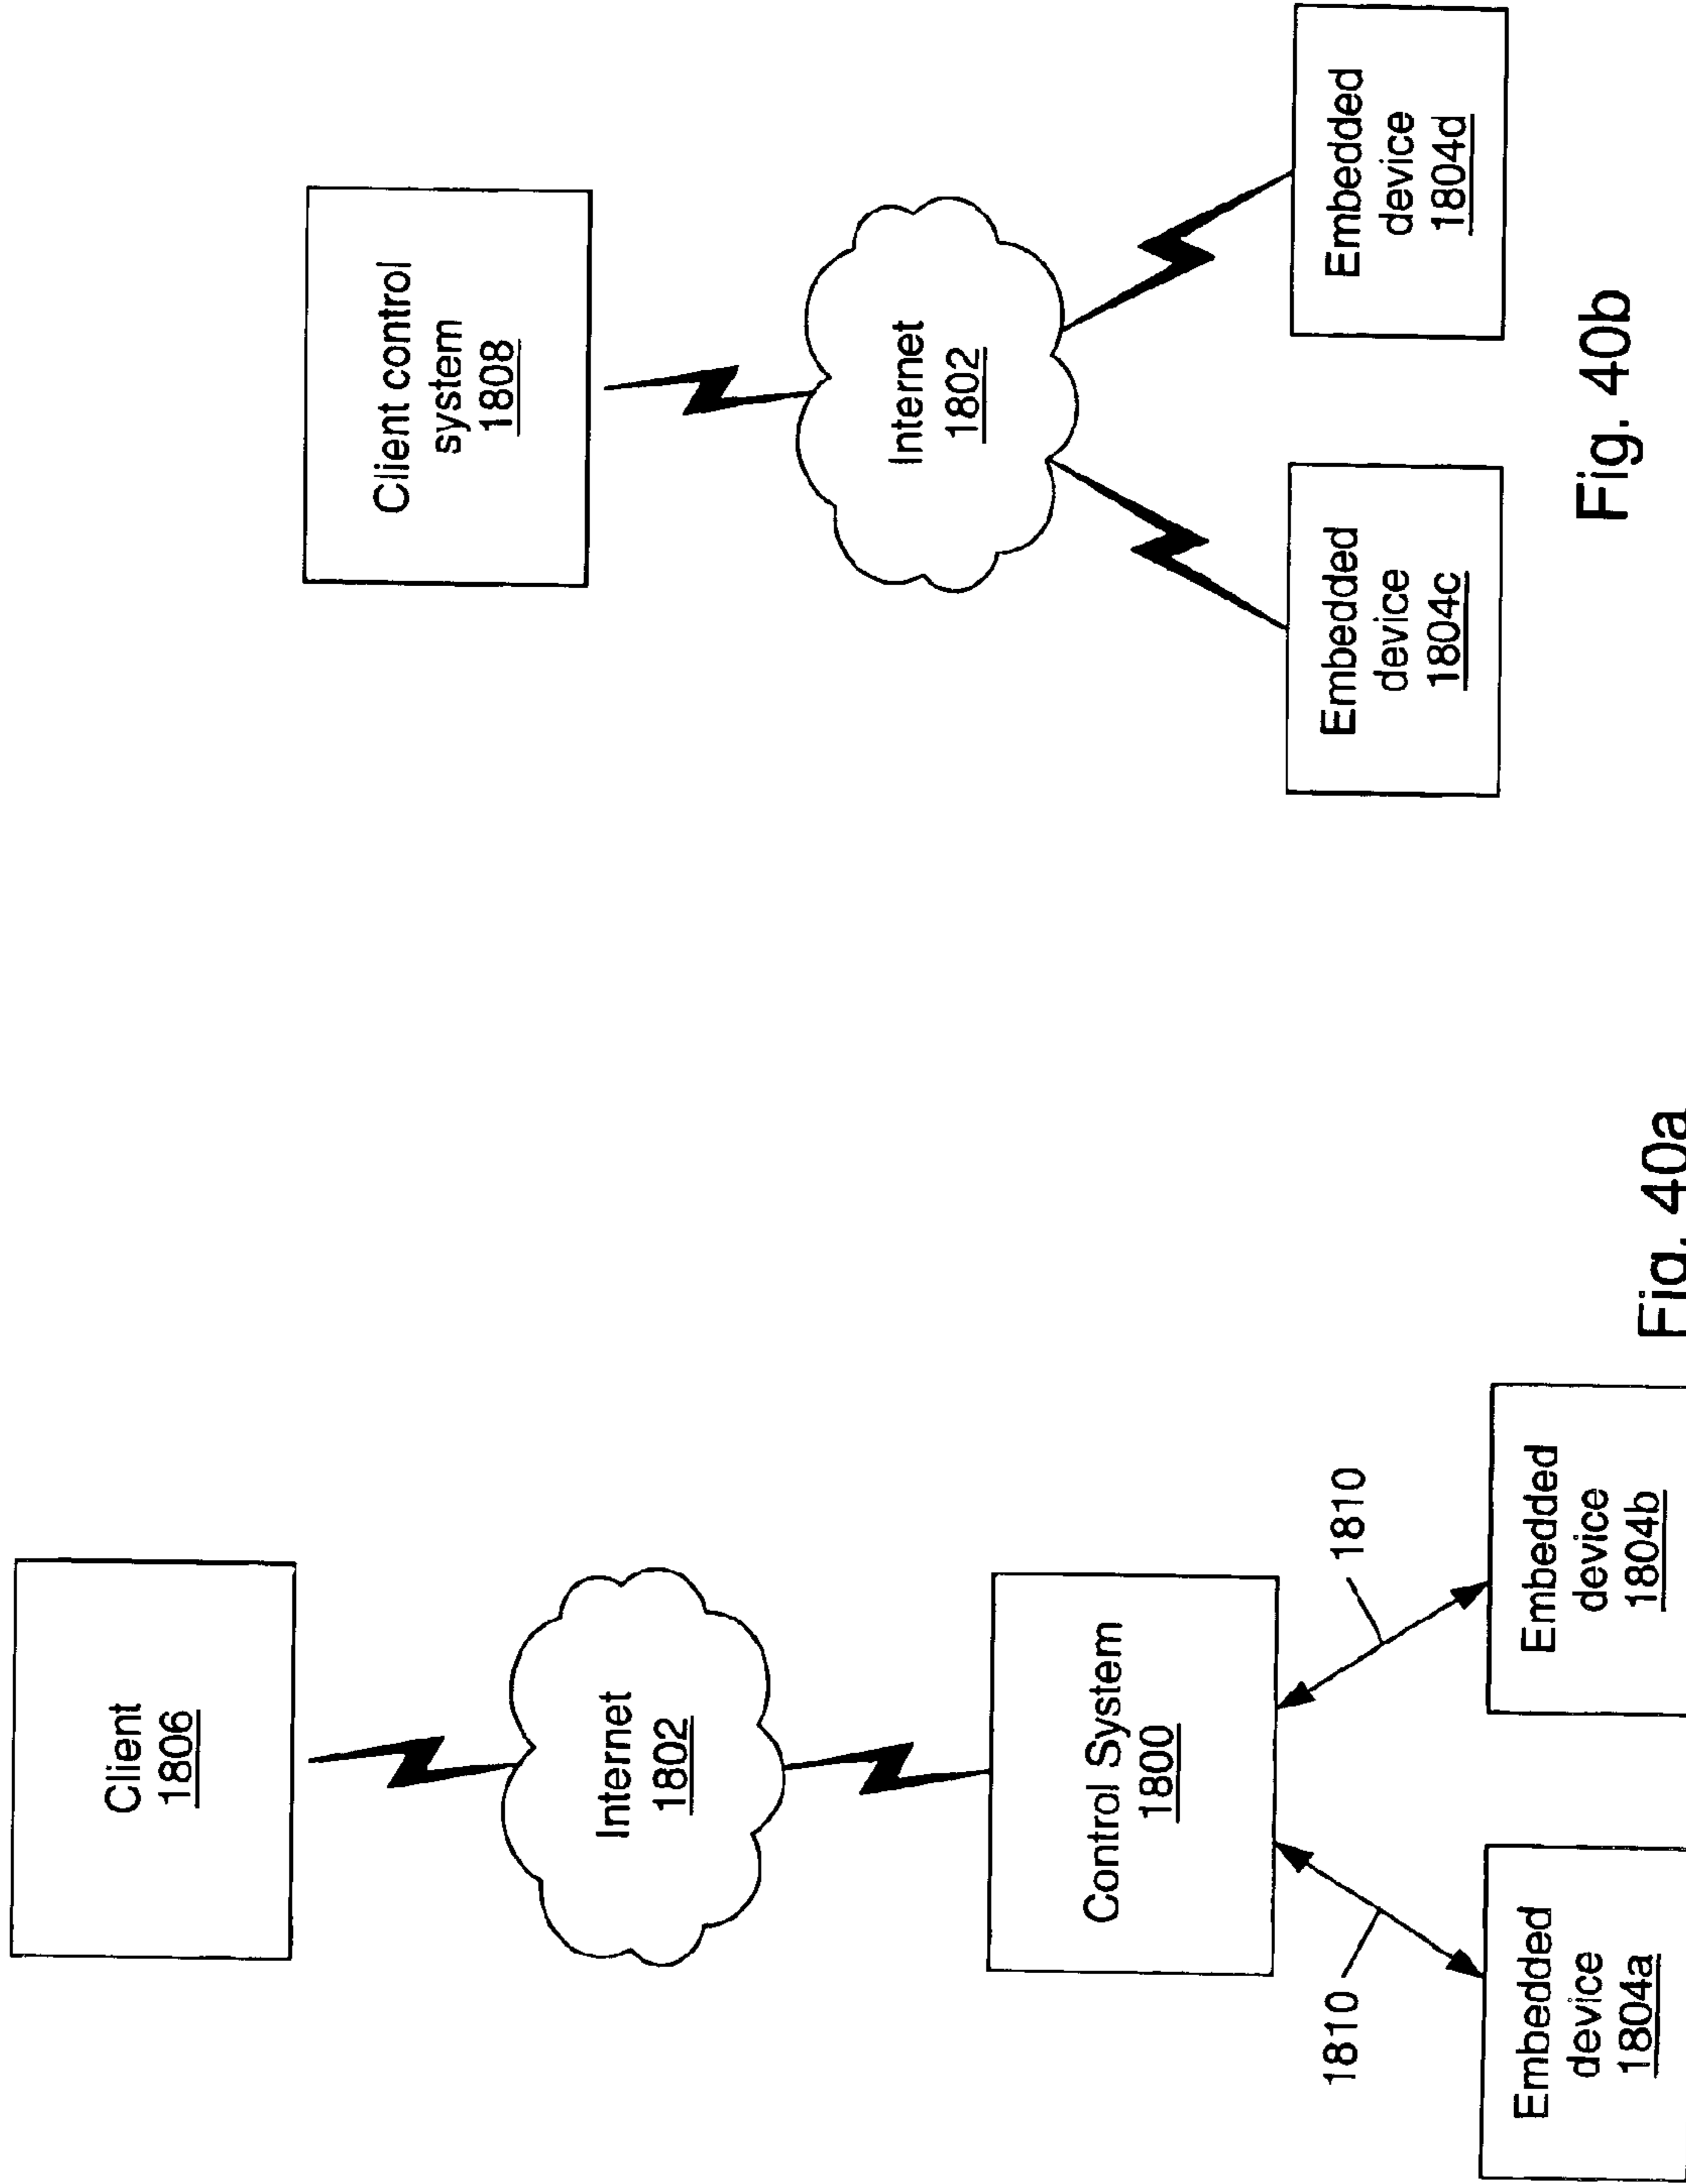 Client
1806
Internet
1802
Control System
1800
1810
1810
Embedded
device
1804a
Embedded
device
1804b
Fig. 40a
Client control
system
1808
Internet
1802
Embedded
device
1804c
Embedded
device
1804d
Fig. 40b